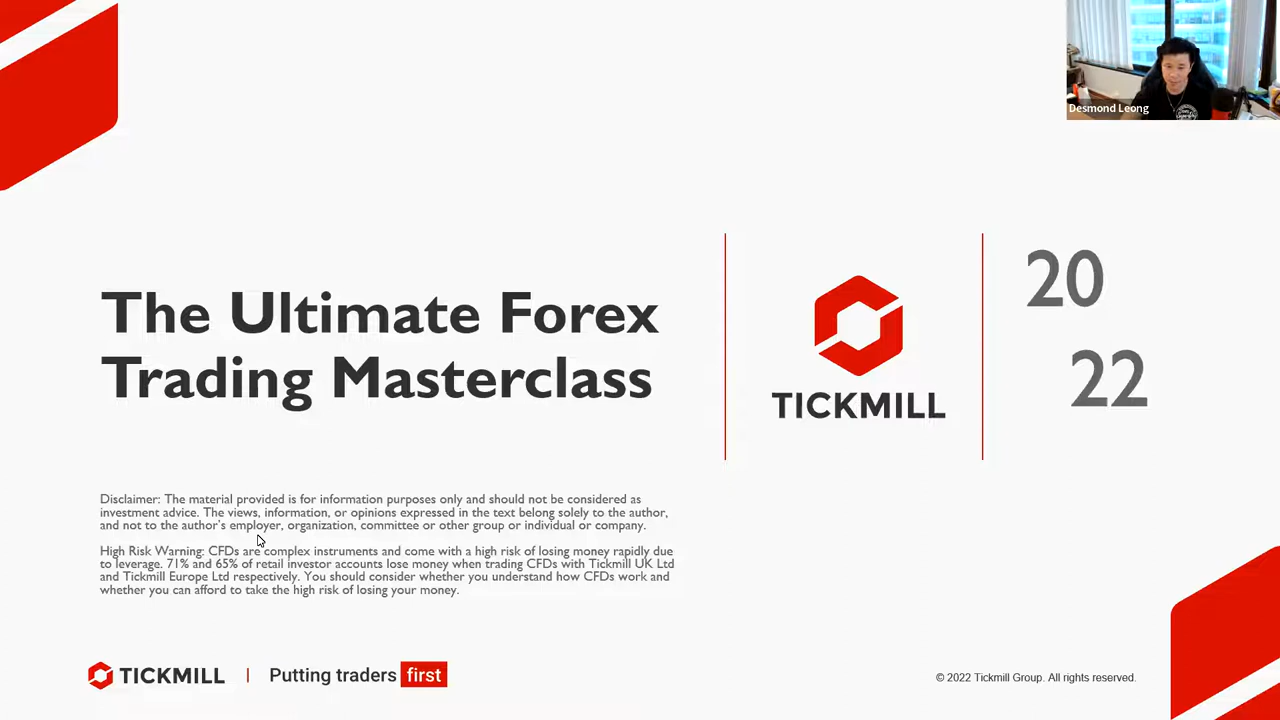 Desmond Leong
The Ultimate Forex
Trading Masterclass
TICKMILL
20
22
Disclaimer: The material provided is for information purposes only and should not be considered as
investment advice. The views, information, or opinions expressed in the text belong solely to the author,
and not to the author's employer, organization, committee or other group or individual or company.
High Risk Warning: CFDs are complex instruments and come with a high risk of losing money rapidly due
to leverage. 71% and 65% of retail investor accounts lose money when trading CFDs with Tickmill UK Ltd
and Tickmill Europe Ltd respectively. You should consider whether you understand how CFDs work and
whether you can afford to take the high risk of losing your money.
TICKMILL | Putting traders first
© 2022 Tickmill Group. All rights reserved.